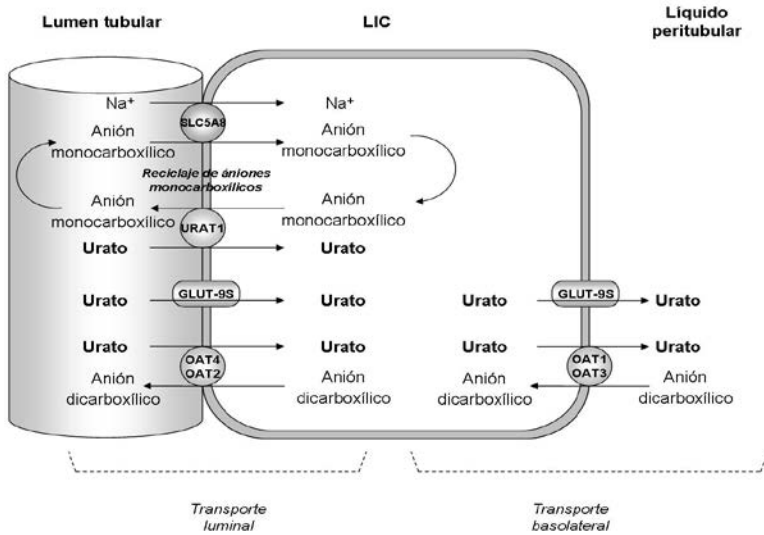 Lumen tubular
LIC
Líquido
peritubular
Na+
SLC5A8
Na+
Anión
monocarboxílico
Anión
monocarboxílico
Reciclaje de ániones
monocarboxílicos
Anión
monocarboxílico
URAT1
Anión
monocarboxílico
Urato
Urato
Urato
GLUT-9S
Urato
Urato
GLUT-9S
Urato
Urato
OAT4
OAT2
Urato
Urato
OAT1
OAT3
Urato
Anión
dicarboxílico
Anión
dicarboxílico
Anión
dicarboxílico
Anión
dicarboxílico
Transporte
luminal
Transporte
basolateral